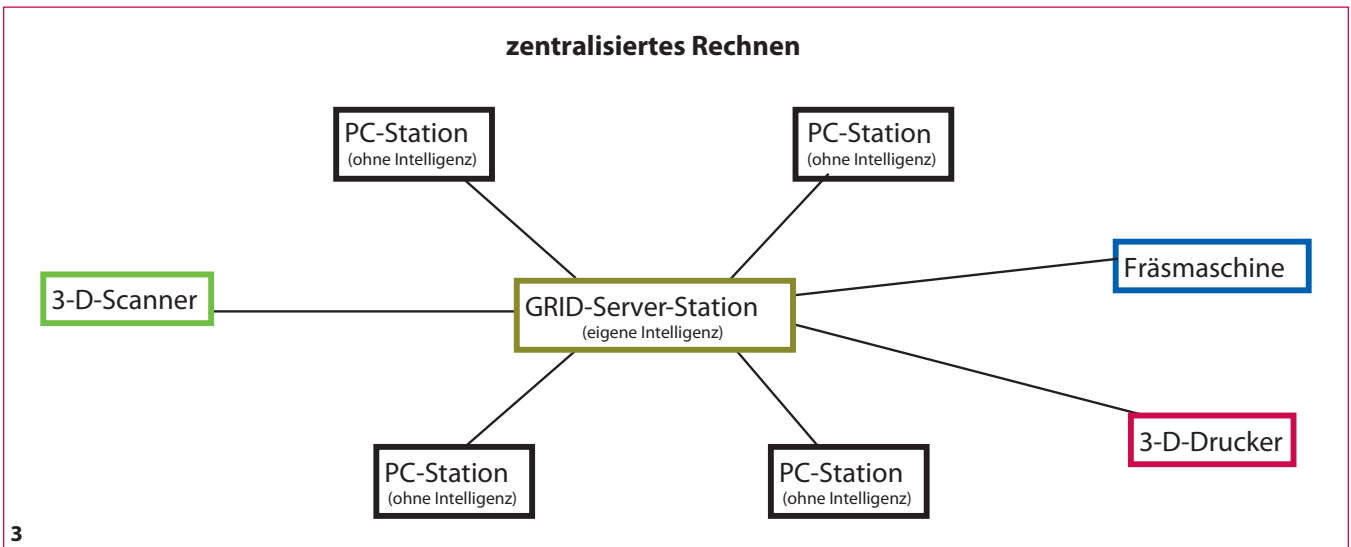 zentralisiertes Rechnen
PC-Station
(ohne Intelligenz)
PC-Station
(ohne Intelligenz)
3-D-Scanner
GRID-Server-Station
(eigene Intelligenz)
Fräsmaschine
3-D-Drucker
PC-Station
(ohne Intelligenz)
PC-Station
(ohne Intelligenz)
3